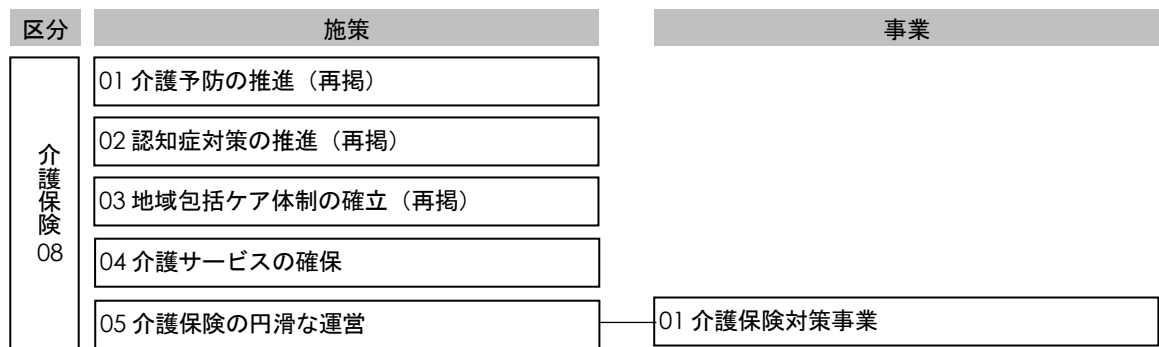 区分
施策
事業
介護保険08
01 介護予防の推進（再掲）
02 認知症対策の推進（再掲）
03 地域包括ケア体制の確立（再掲）
04 介護サービスの確保
05 介護保険の円滑な運営
01 介護保険対策事業